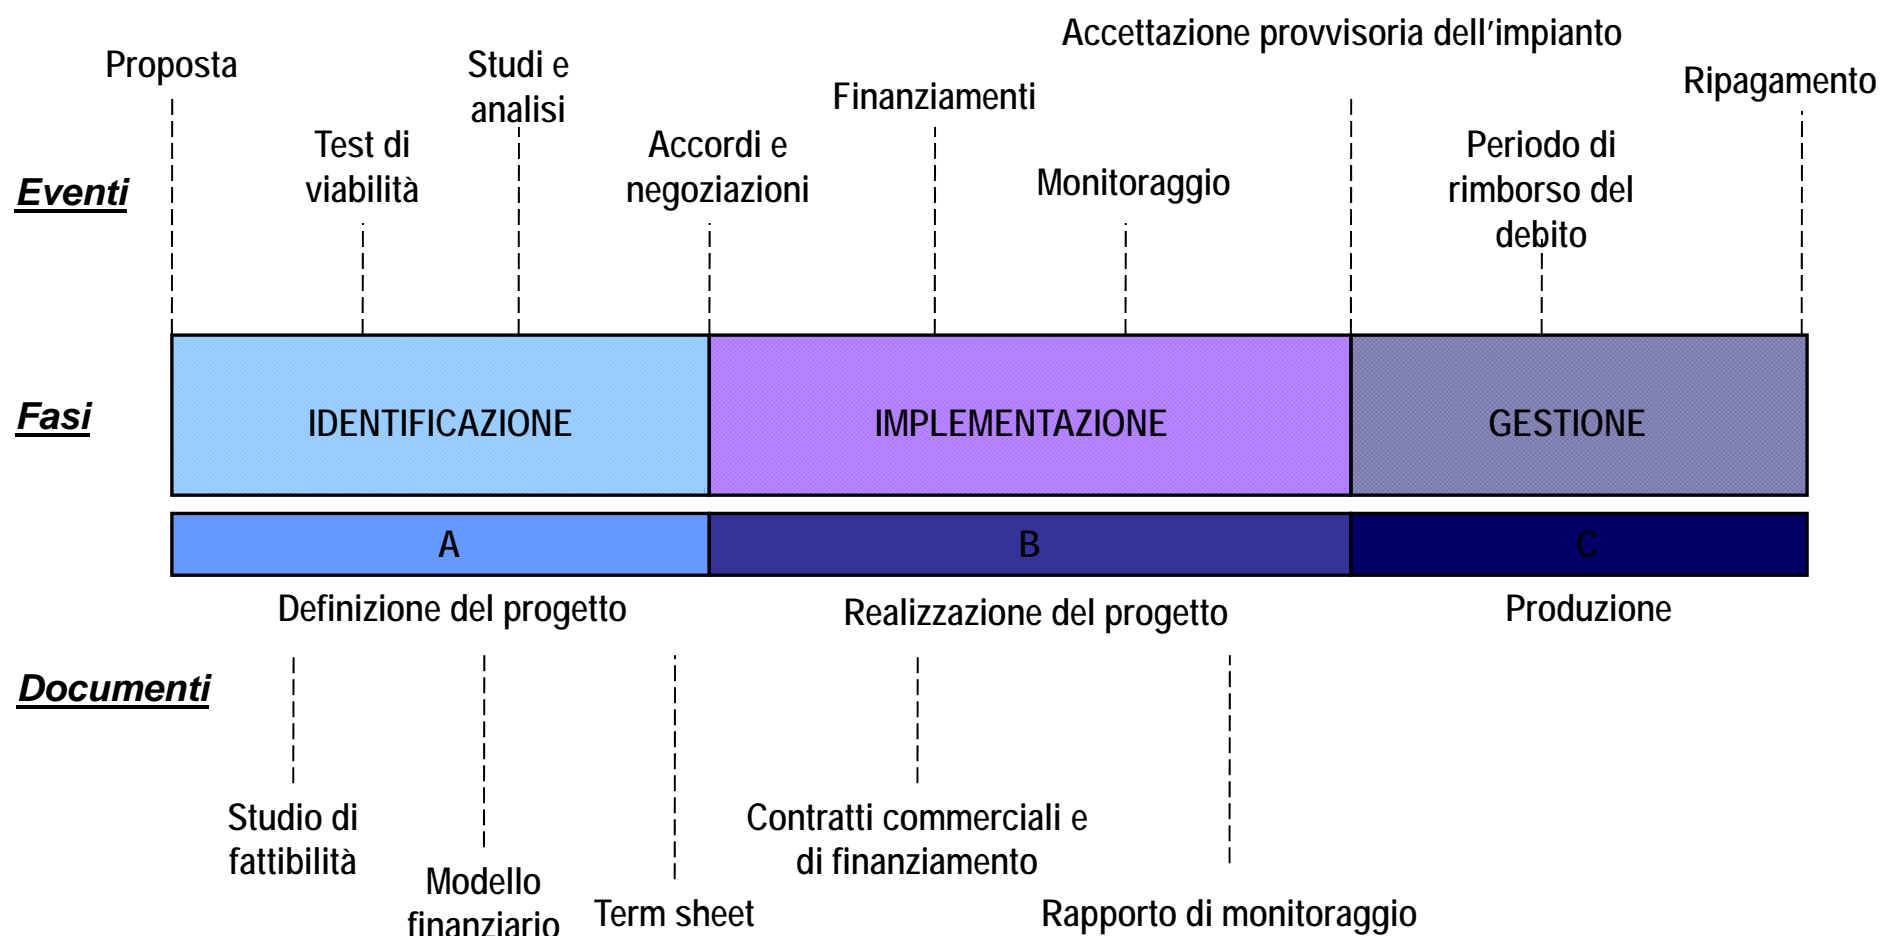 Accettazione provvisoria dell'impianto
Proposta
Studi e
analisi
Finanziamenti
Ripagamento
Test di
viabilità
Accordi e
negoziazioni
Monitoraggio
Periodo di
rimborso del
debito
Eventi
Fasi
IDENTIFICAZIONE
IMPLEMENTAZIONE
GESTIONE
A
B
C
Definizione del progetto
Realizzazione del progetto
Produzione
Documenti
Studio di
fattibilità
Modello
finanziario
Term sheet
Contratti commerciali e
di finanziamento
Rapporto di monitoraggio